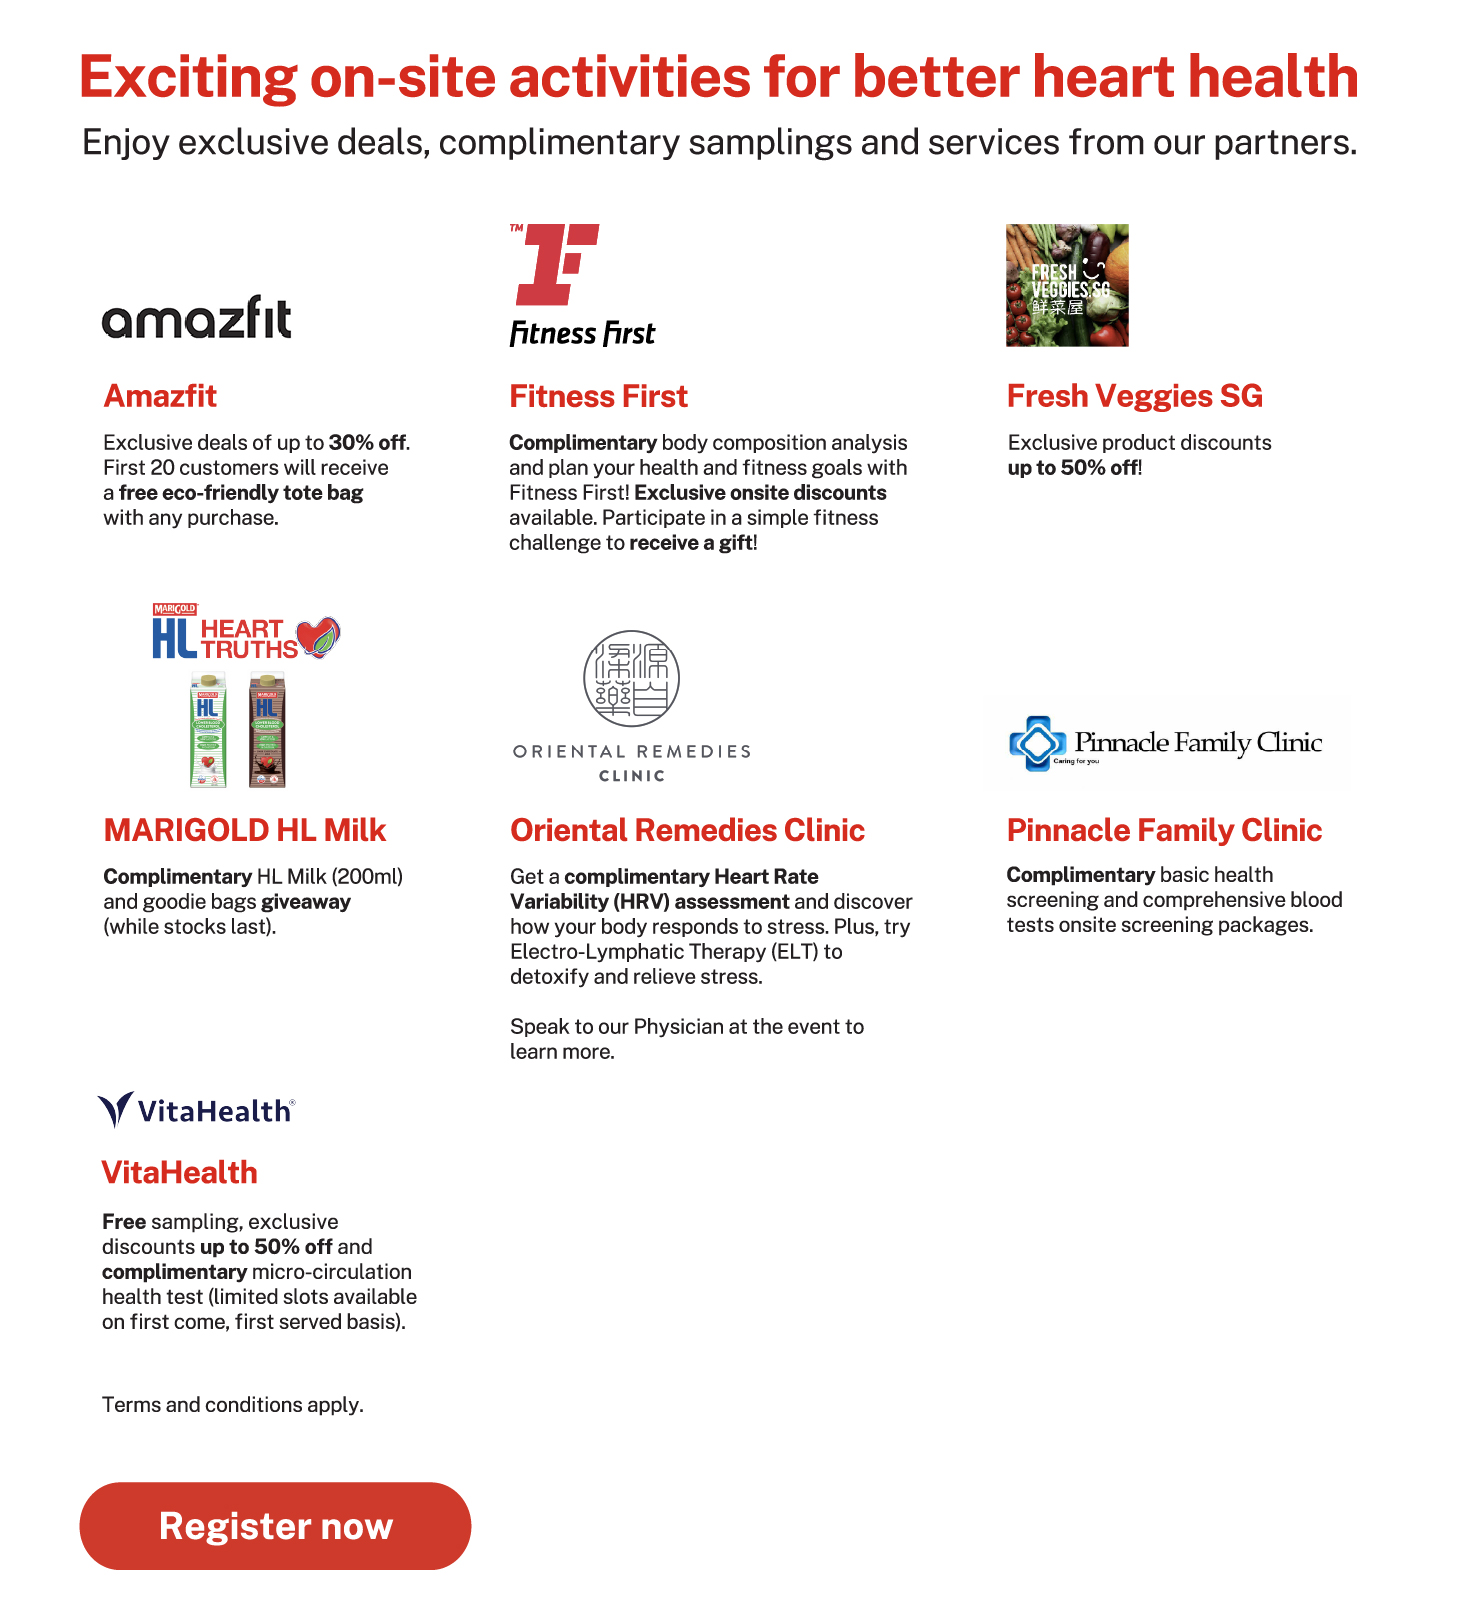 Exciting on-site activities for better heart health
Enjoy exclusive deals, complimentary samplings and services from our partners.
amazfit
Amazfit
Exclusive deals of up to 30% off.
First 20 customers will receive
a free eco-friendly tote bag
with any purchase.
TM
Fitness First
Fitness First
Complimentary body composition analysis
and plan your health and fitness goals with
Fitness First! Exclusive onsite discounts
available. Participate in a simple fitness
challenge to receive a gift!
FRESH
VEGGIES.SG
鲜菜屋
Fresh Veggies SG
Exclusive product discounts
up to 50% off!
MARIGOLD
HL HEART
TRUTHS
MARIGOLD
HL
MARIGOLD
HL
MARIGOLD HL Milk
Complimentary HL Milk (200ml)
and goodie bags giveaway
(while stocks last).
ORIENTAL REMEDIES
CLINIC
Oriental Remedies Clinic
Get a complimentary Heart Rate
Variability (HRV) assessment and discover
how your body responds to stress. Plus, try
Electro-Lymphatic Therapy (ELT) to
detoxify and relieve stress.
Speak to our Physician at the event to
learn more.
Pinnacle Family Clinic
Caring for you
Pinnacle Family Clinic
Complimentary basic health
screening and comprehensive blood
tests onsite screening packages.
VitaHealth®
VitaHealth
Free sampling, exclusive
discounts up to 50% off and
complimentary micro-circulation
health test (limited slots available
on first come, first served basis).
Terms and conditions apply.
Register now